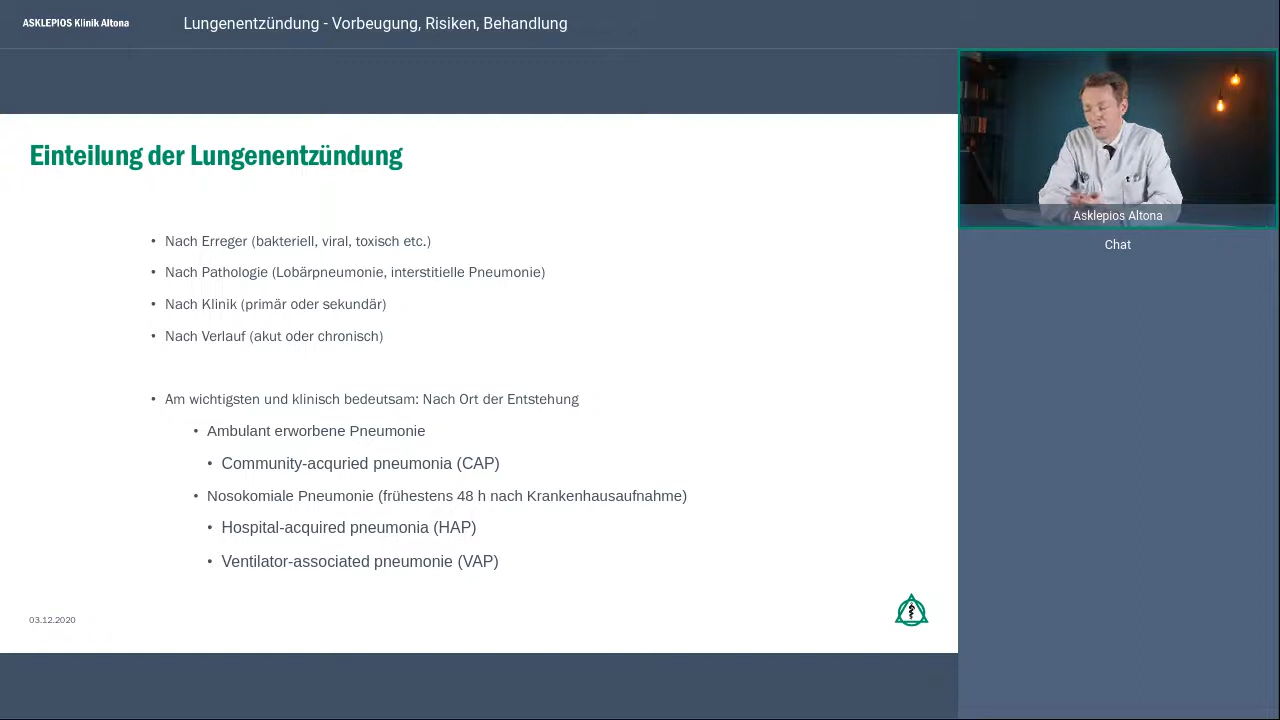 ASKLEPIOS Klinik Altona
Lungenentzündung - Vorbeugung, Risiken, Behandlung
Einteilung der Lungenentzündung
• Nach Erreger (bakteriell, viral, toxisch etc.)
• Nach Pathologie (Lobärpneumonie, interstitielle Pneumonie)
• Nach Klinik (primär oder sekundär)
• Nach Verlauf (akut oder chronisch)
• Am wichtigsten und klinisch bedeutsam: Nach Ort der Entstehung
• Ambulant erworbene Pneumonie
• Community-acquried pneumonia (CAP)
• Nosokomiale Pneumonie (frühestens 48 h nach Krankenhausaufnahme)
• Hospital-acquired pneumonia (HAP)
• Ventilator-associated pneumonie (VAP)
03.12.2020
Asklepios Altona
Chat